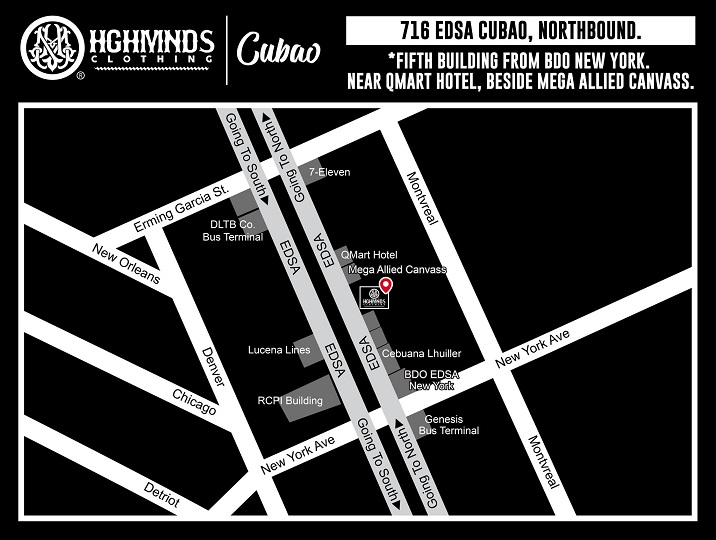 HGHMNDS
CLOTHING
®
Cubao
716 EDSA CUBAO, NORTHBOUND.
*FIFTH BUILDING FROM BDO NEW YORK.
NEAR QMART HOTEL, BESIDE MEGA ALLIED CANVASS.
Going To South
Going To North
7-Eleven
Erming Garcia St.
Montvreal
DLTB Co.
Bus Terminal
New Orleans
EDSA
EDSA
QMart Hotel
Mega Allied Canvass
HGHMNDS
Lucena Lines
EDSA
EDSA
Cebuana Lhuiller
New York Ave
Denver
BDO EDSA
New York
Chicago
RCPI Building
Genesis
Bus Terminal
New York Ave
Going To South
Going To North
Montvreal
Detriot